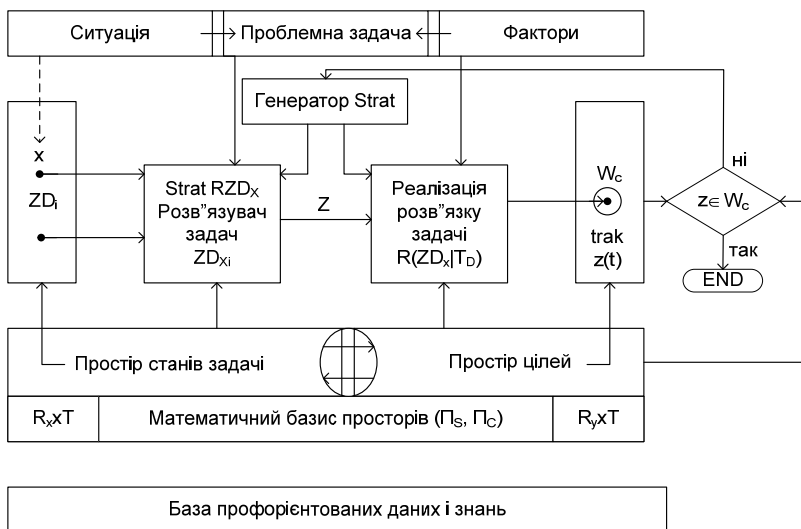 Ситуація
Проблемна задача
Фактори
Генератор Strat
x
ZDi
Strat RZDX
Розв"язувач
задач
ZDXi
Z
Реалізація
розв"язку
задачі
R(ZDx|TD)
Wc
trak
z(t)
ні
z∈ Wc
так
END
Простір станів задачі
Простір цілей
RxxT
Математичний базис просторів (ΠS, ΠC)
RyxT
База профорієнтованих даних і знань